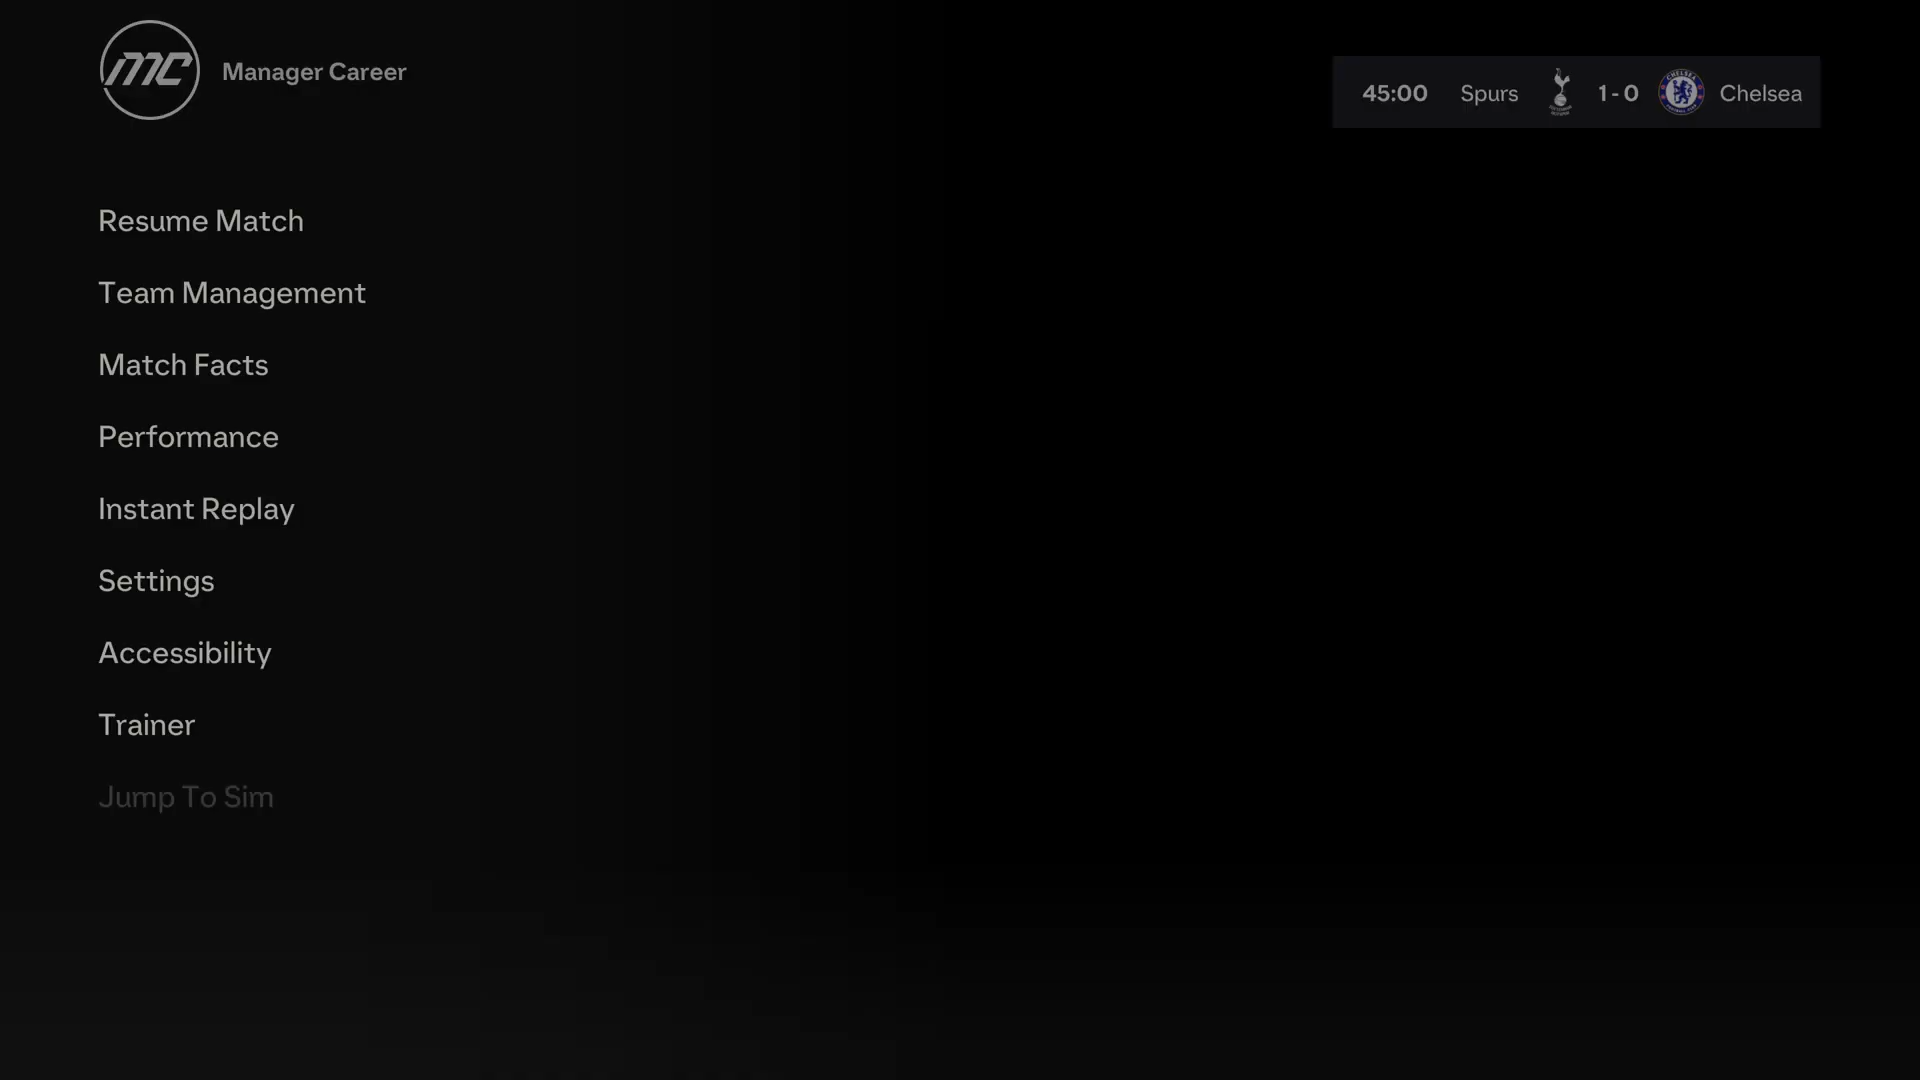 MC Manager Career
45:00 Spurs 1 - 0 Chelsea
Resume Match
Team Management
Match Facts
Performance
Instant Replay
Settings
Accessibility
Trainer
Jump To Sim